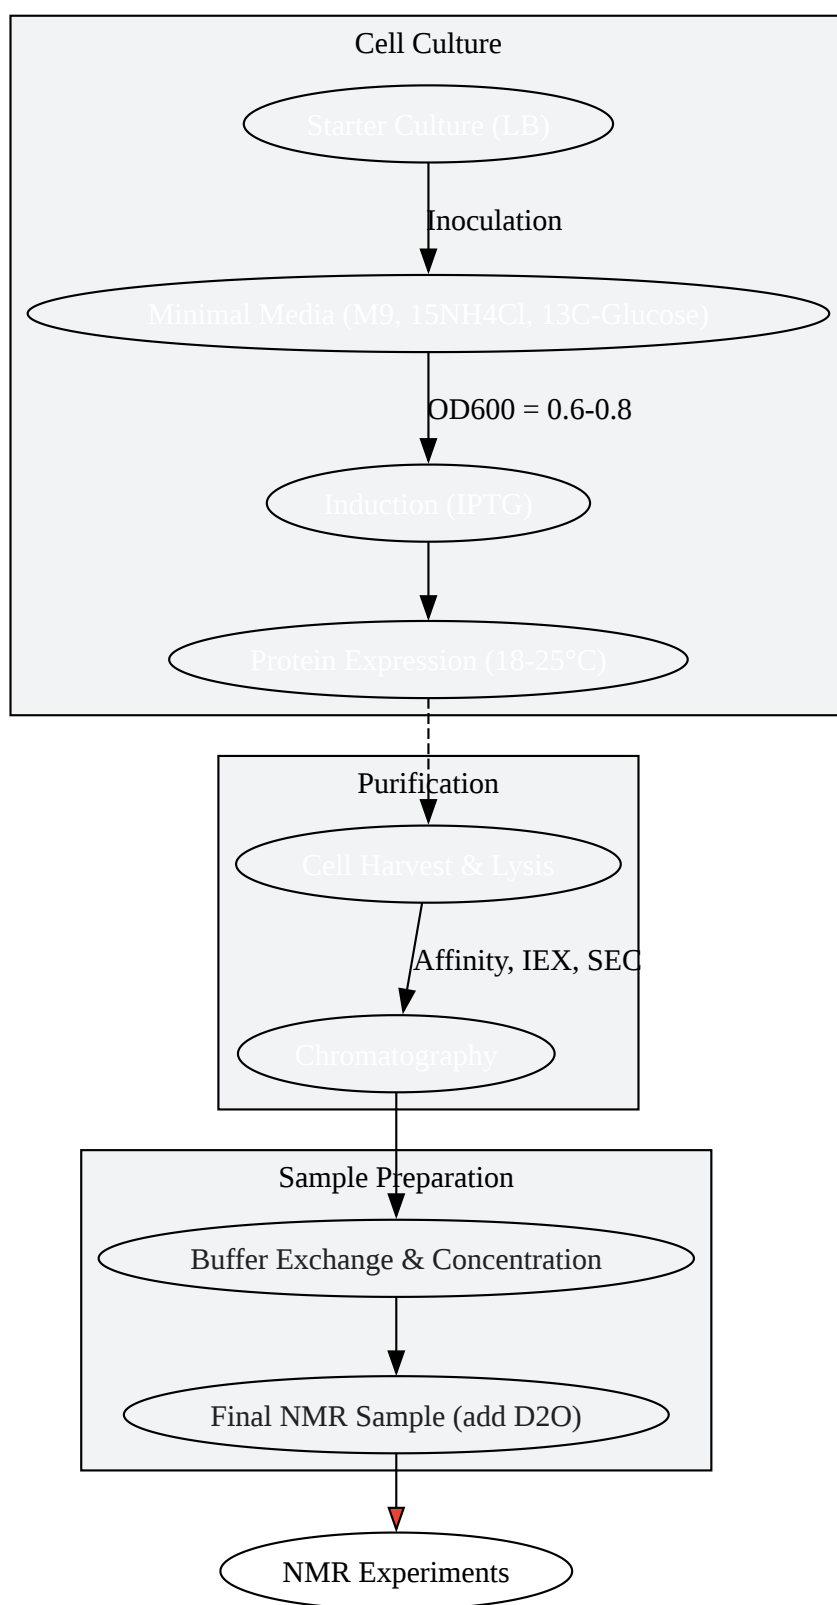 Cell Culture
Starter Culture (LB)
Inoculation
Minimal Media (M9, 15NH4Cl, 13C-Glucose)
OD600 = 0.6-0.8
Induction (IPTG)
Protein Expression (18-25°C)
Purification
Cell Harvest & Lysis
Affinity, IEX, SEC
Chromatography
Sample Preparation
Buffer Exchange & Concentration
Final NMR Sample (add D2O)
NMR Experiments